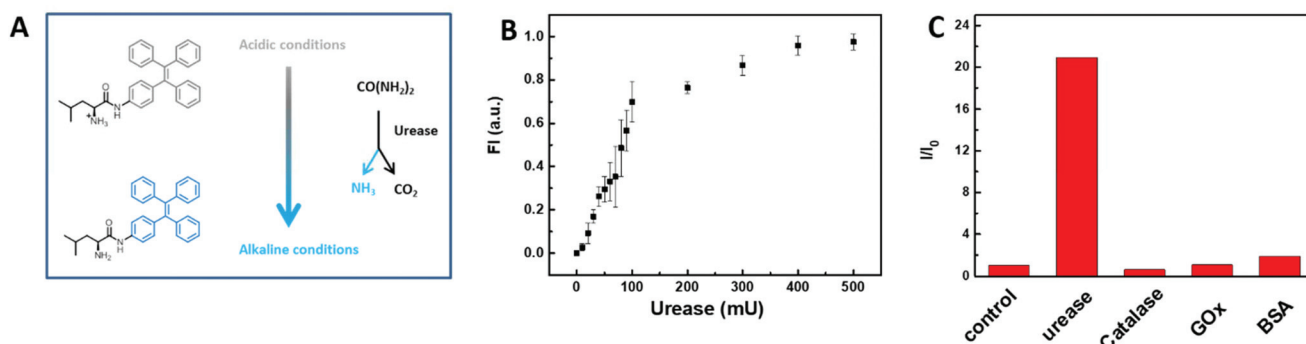 A
Acidic conditions
O
N
H
+
NH₃
CO(NH₂)₂
Urease
NH₃
CO₂
O
N
H
NH₂
Alkaline conditions
B
FI (a.u.)
1.0
0.8
0.6
0.4
0.2
0.0
0 100 200 300 400 500
Urease (mU)
C
I/I₀
24
20
16
12
8
4
0
control
urease
Catalase
GOx
BSA